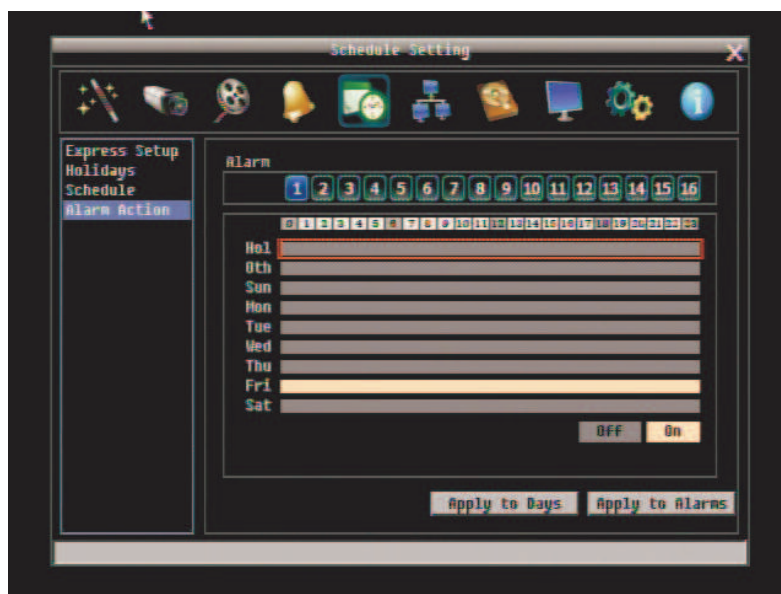 Schedule Setting
X
Express Setup
Holidays
Schedule
Alarm Action
Alarm
1 2 3 4 5 6 7 8 9 10 11 12 13 14 15 16
0 1 2 3 4 5 6 7 8 9 10 11 12 13 14 15 16 17 18 19 20 21 22 23
Hol
Oth
Sun
Mon
Tue
Wed
Thu
Fri
Sat
Off On
Apply to Days Apply to Alarms